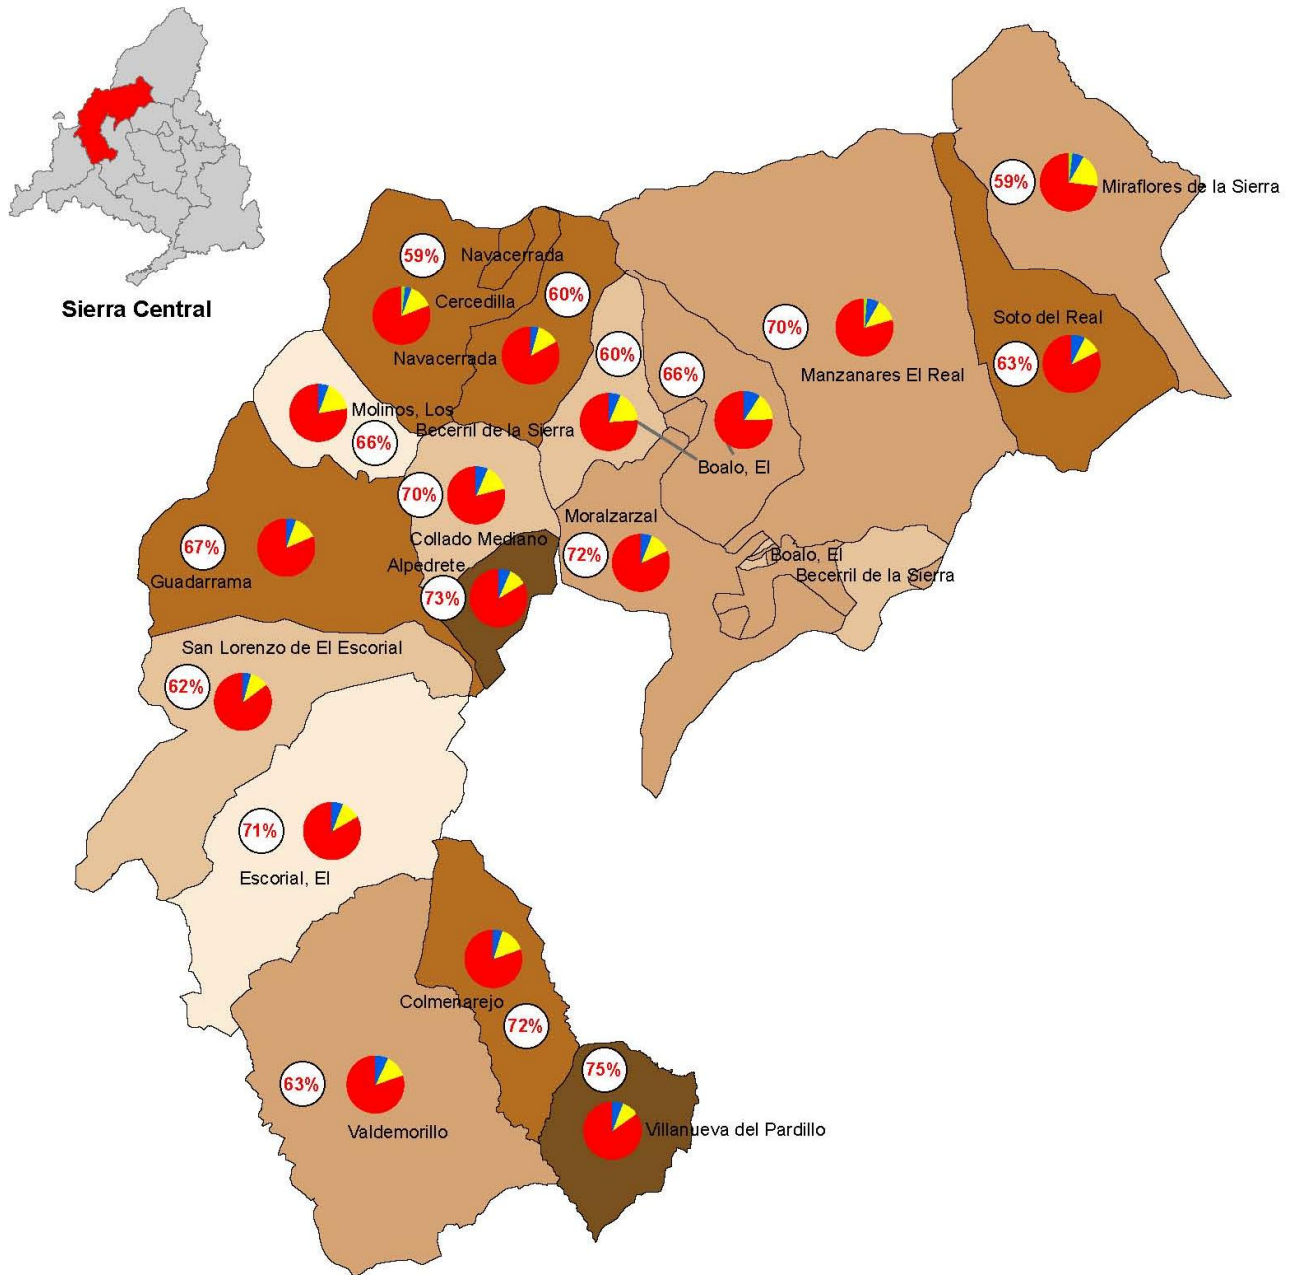 Sierra Central
59%
Miraflores de la Sierra
59%
Navacerrada
Cercedilla
60%
Navacerrada
60%
66%
70%
Manzanares El Real
Soto del Real
63%
Molinos, Los
66%
Becerril de la Sierra
Boalo, El
70%
Collado Mediano
Moralzarzal
72%
Boalo, El
Becerril de la Sierra
67%
Guadarrama
Alpedrete
73%
San Lorenzo de El Escorial
62%
71%
Escorial, El
Colmenarejo
72%
63%
Valdemorillo
75%
Villanueva del Pardillo